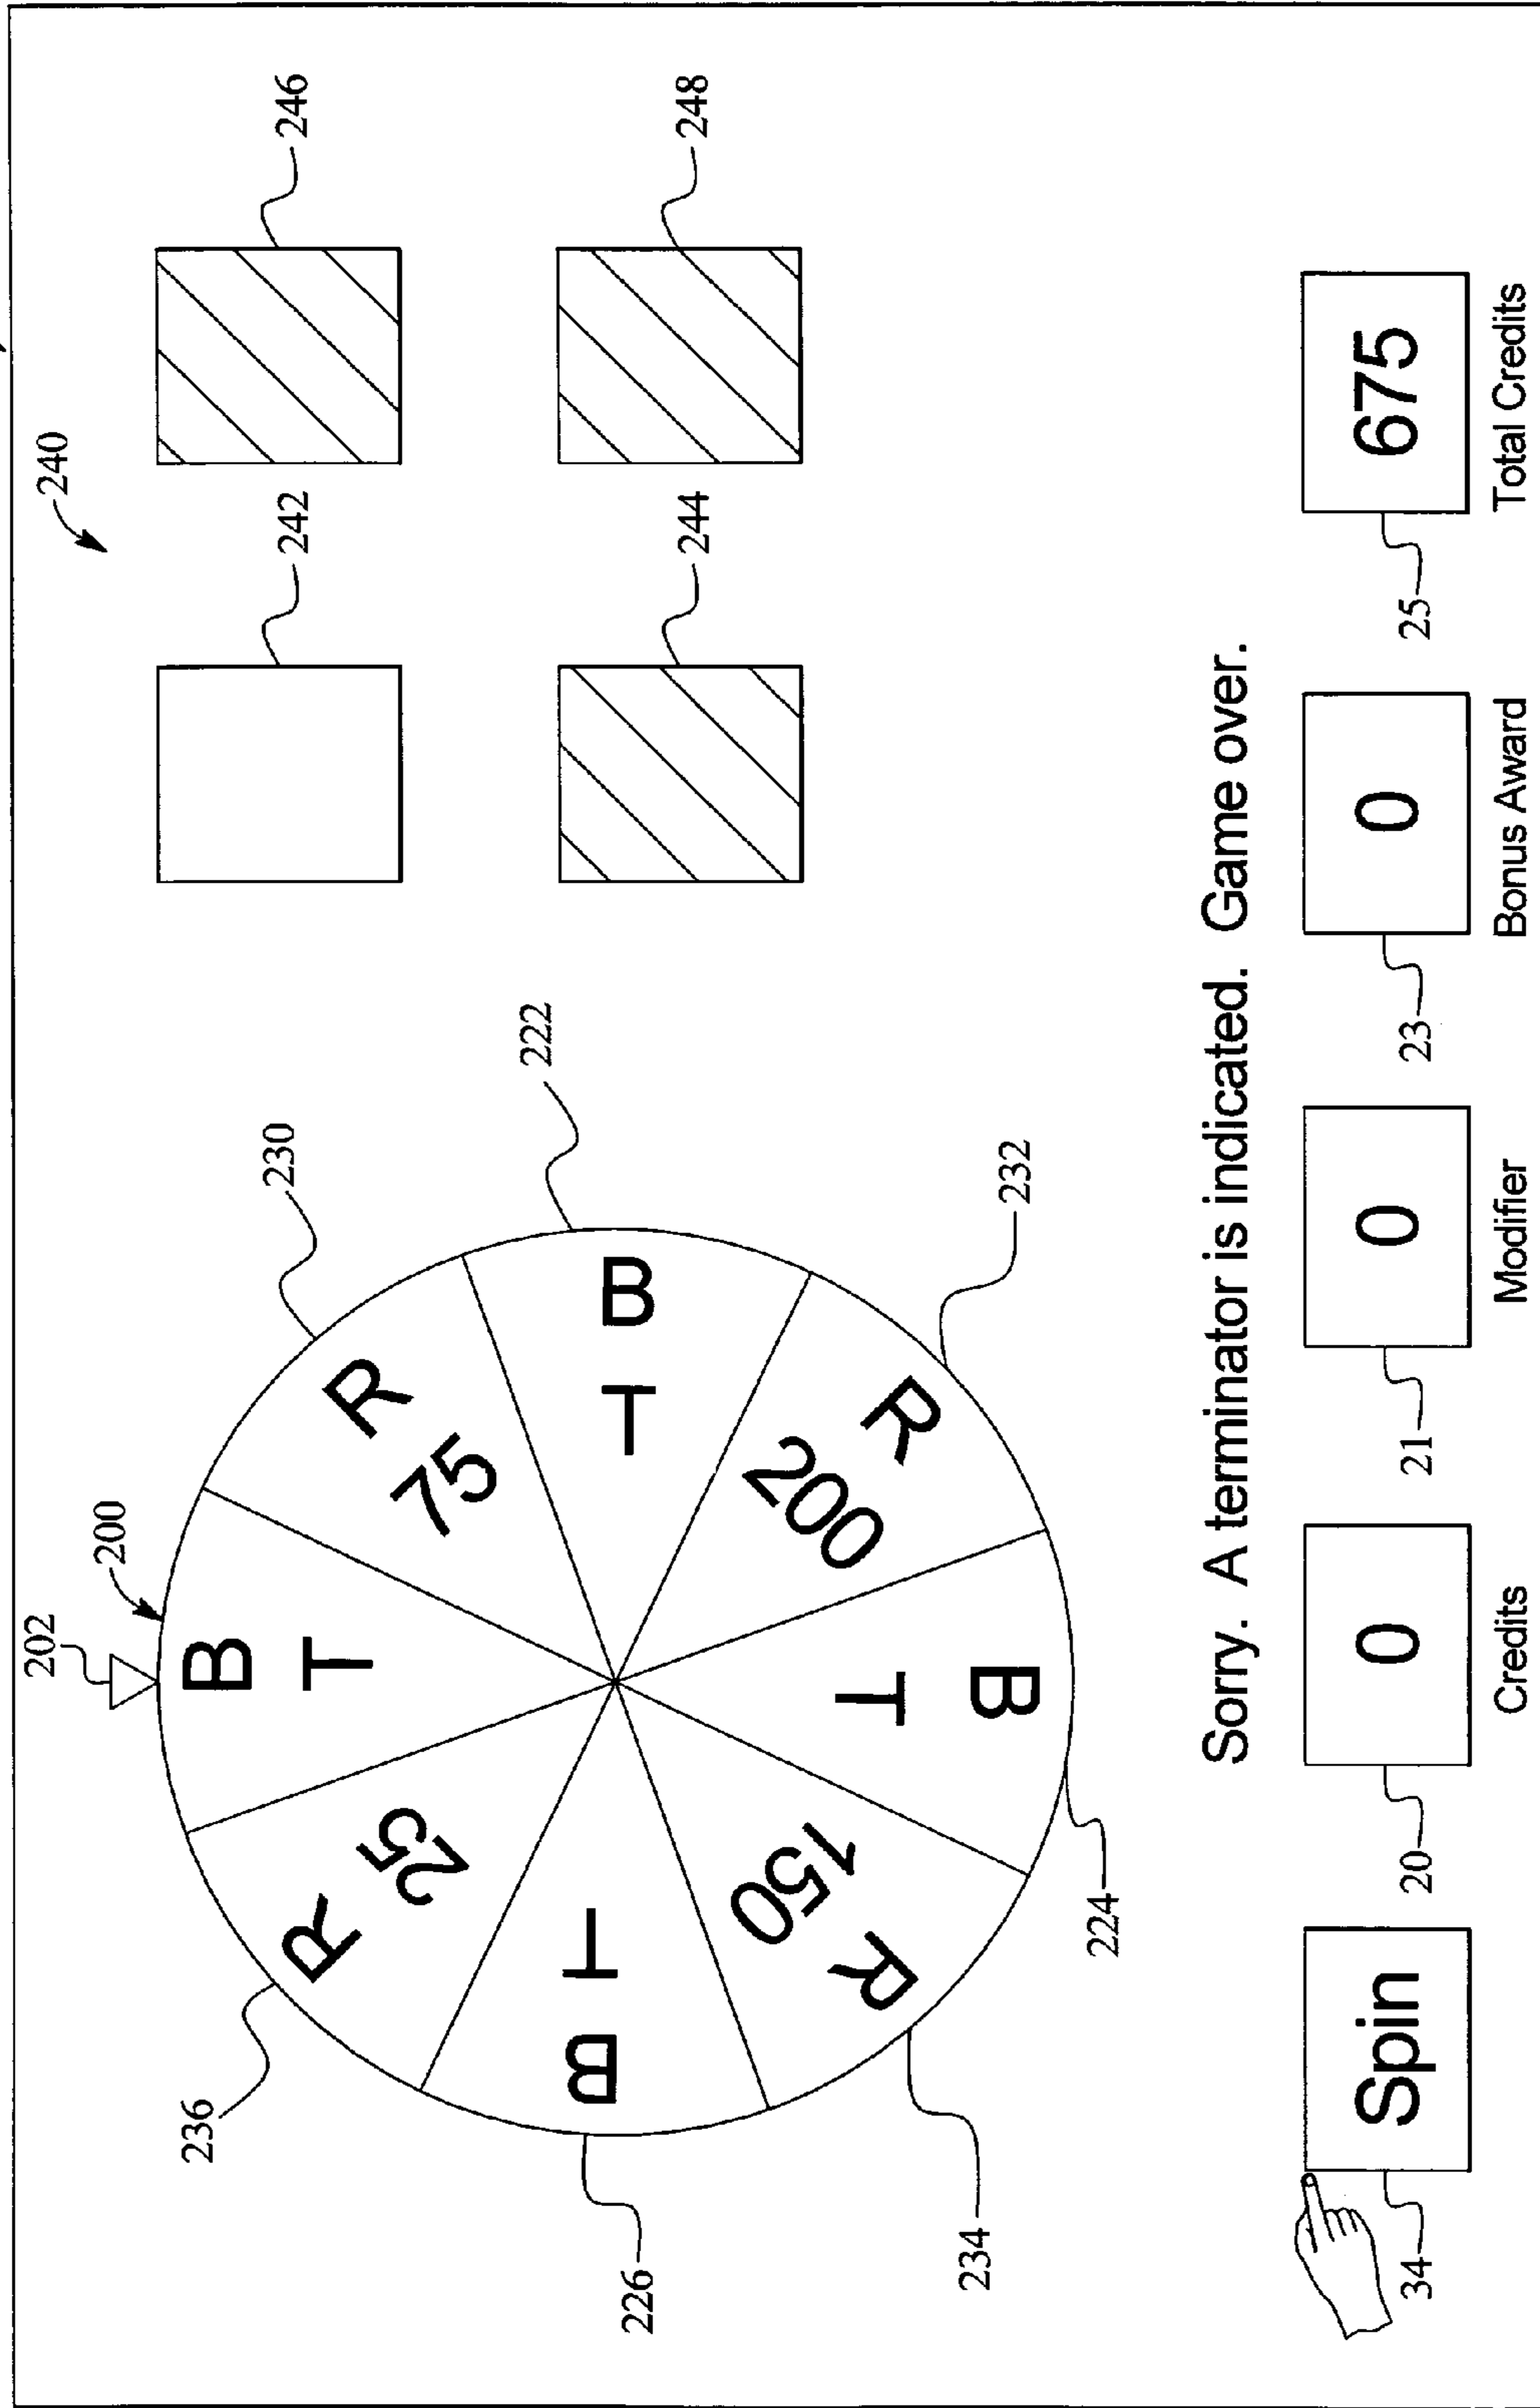 240
202
200
246
242
236
230
B
T
R
25
R
75
222
248
244
226
B
T
B
T
R
150
R
200
T
B
234
224
232
Sorry. A terminator is indicated. Game over.
Spin
0
0
0
675
34
20
21
23
25
Credits
Modifier
Bonus Award
Total Credits